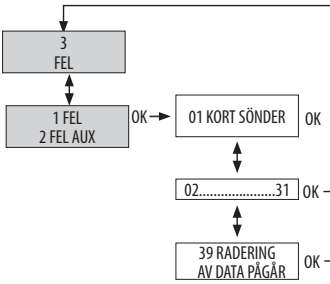 3
FEL
1 FEL
2 FEL AUX
OK
01 KORT SÖNDER
OK
02......................31
OK
39 RADERING
AV DATA PÅGÅR
OK